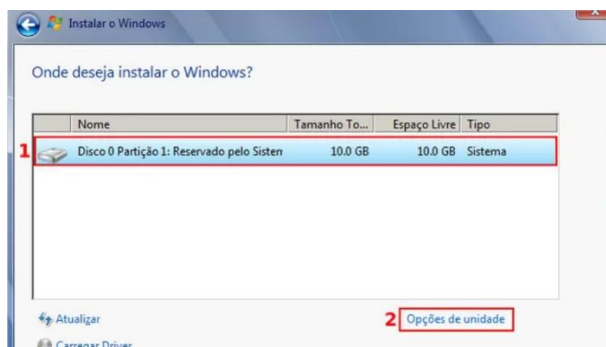 Instalar o Windows
Onde deseja instalar o Windows?
Nome Tamanho To... Espaço Livre Tipo
1 Disco 0 Partição 1: Reservado pelo Sisten 10.0 GB 10.0 GB Sistema
Atualizar 2 Opções de unidade
Carregar Driver